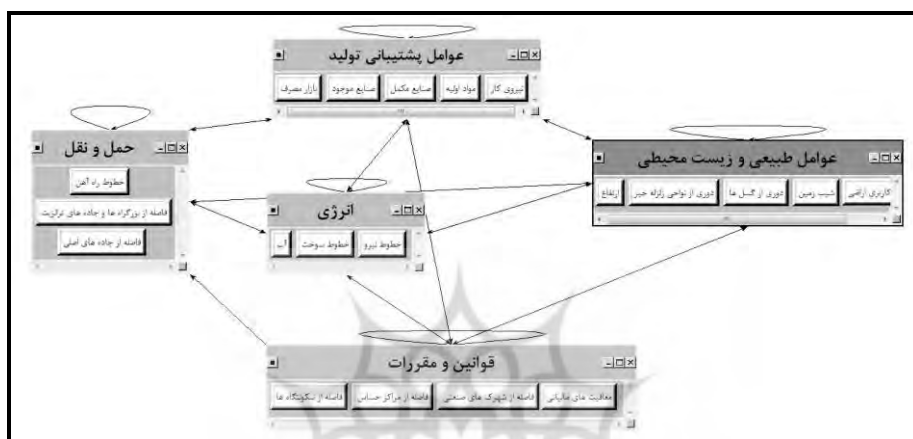 عوامل پشتیبانی تولید
نیروی کار مواد اولیه صنایع مکمل صنایع موجود بازار مصرف
حمل و نقل
خطوط راه آهن
فاصله از بزرگراه ها و جاده های ترانزیت
فاصله از جاده های اصلی
عوامل طبیعی و زیست محیطی
کاربری اراضی شیب زمین دوری از گسل ها دوری از نواحی زلزله خیز ارتفاع
انرژی
خطوط نیرو خطوط سوخت آب
قوانین و مقررات
معافیت های مالیاتی فاصله از شهرک های صنعتی فاصله از مراکز حساس فاصله از سکونتگاه ها